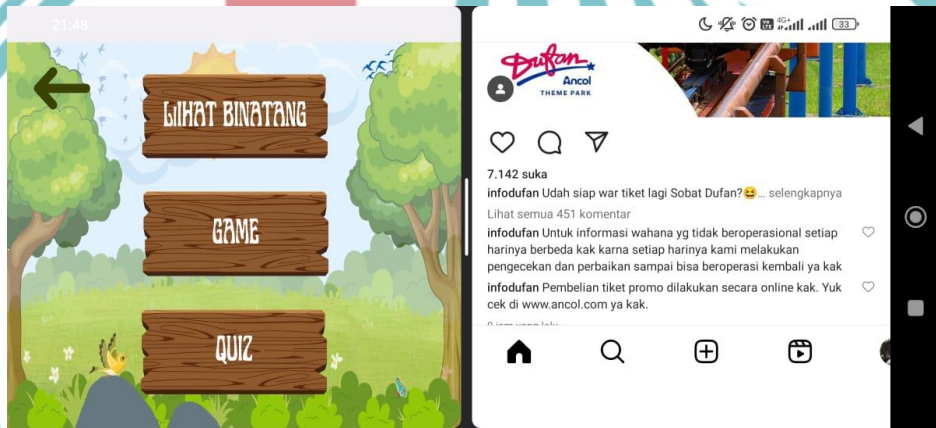 21:48
LIHAT BINATANG
GAME
QUIZ
4G+
33
Dufan
Ancol
THEME PARK
7.142 suka
infodufan Udah siap war tiket lagi Sobat Dufan?😆... selengkapnya
Lihat semua 451 komentar
infodufan Untuk informasi wahana yg tidak beroperasional setiap
harinya berbeda kak karna setiap harinya kami melakukan
pengecekan dan perbaikan sampai bisa beroperasi kembali ya kak
infodufan Pembelian tiket promo dilakukan secara online kak. Yuk
cek di www.ancol.com ya kak.